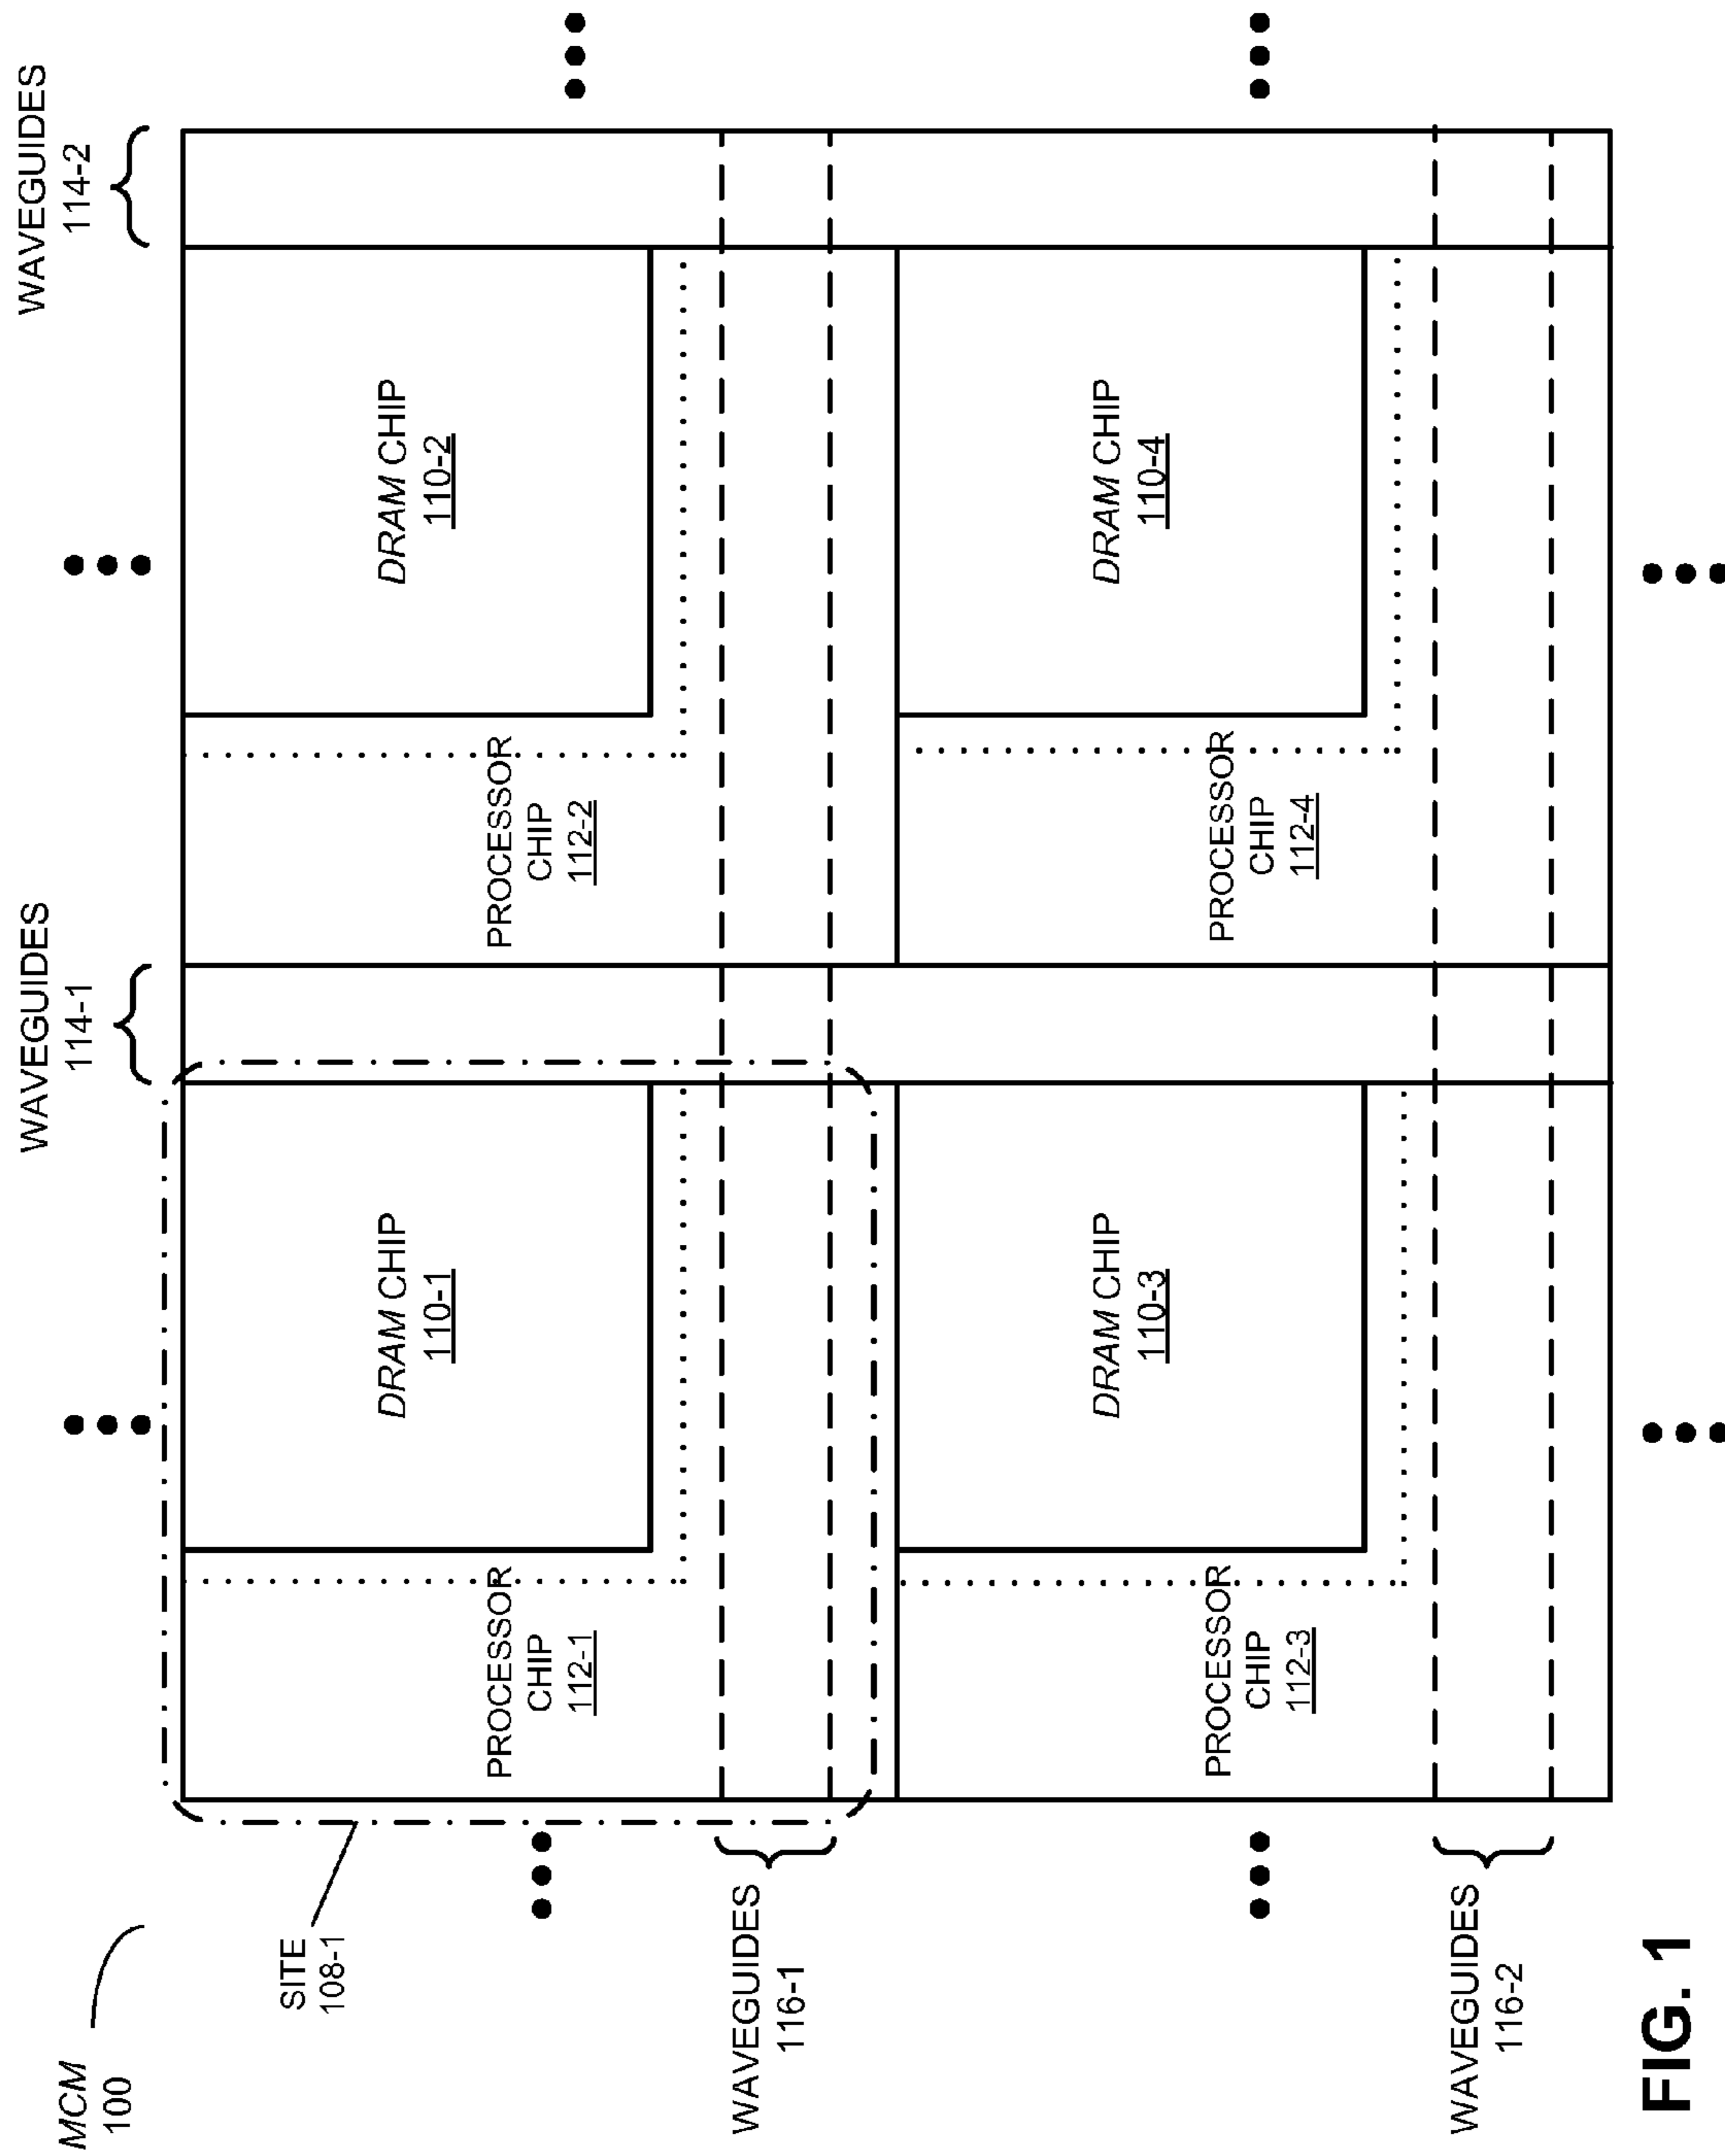 MCM
100
SITE
108-1
WAVEGUIDES
114-1
WAVEGUIDES
114-2
DRAM CHIP
110-1
DRAM CHIP
110-2
PROCESSOR
CHIP
112-1
PROCESSOR
CHIP
112-2
WAVEGUIDES
116-1
DRAM CHIP
110-3
DRAM CHIP
110-4
PROCESSOR
CHIP
112-3
PROCESSOR
CHIP
112-4
WAVEGUIDES
116-2
FIG. 1